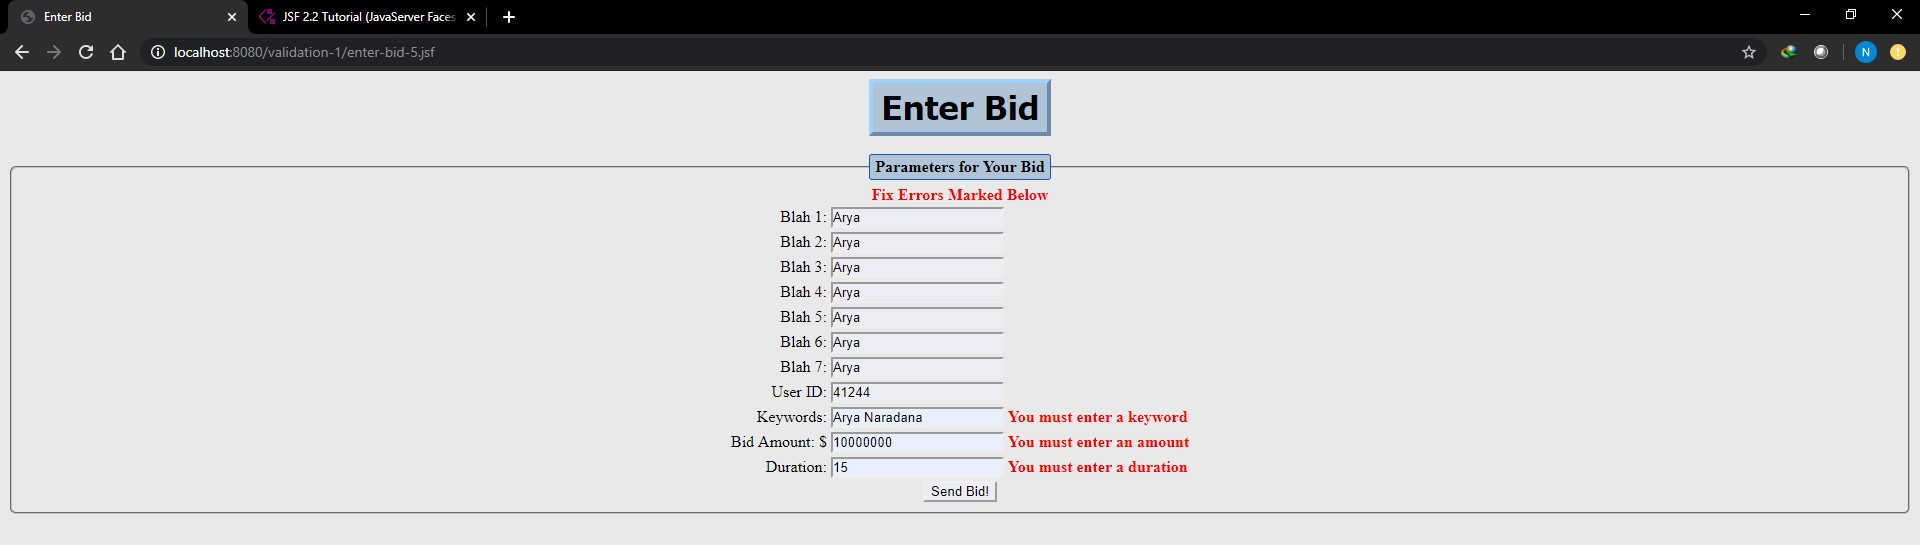 Enter Bid
JSF 2.2 Tutorial (JavaServer Faces
localhost:8080/validation-1/enter-bid-5.jsf
N
Enter Bid
Parameters for Your Bid
Fix Errors Marked Below
Blah 1: Arya
Blah 2: Arya
Blah 3: Arya
Blah 4: Arya
Blah 5: Arya
Blah 6: Arya
Blah 7: Arya
User ID: 41244
Keywords: Arya Naradana You must enter a keyword
Bid Amount: $ 10000000 You must enter an amount
Duration: 15 You must enter a duration
Send Bid!